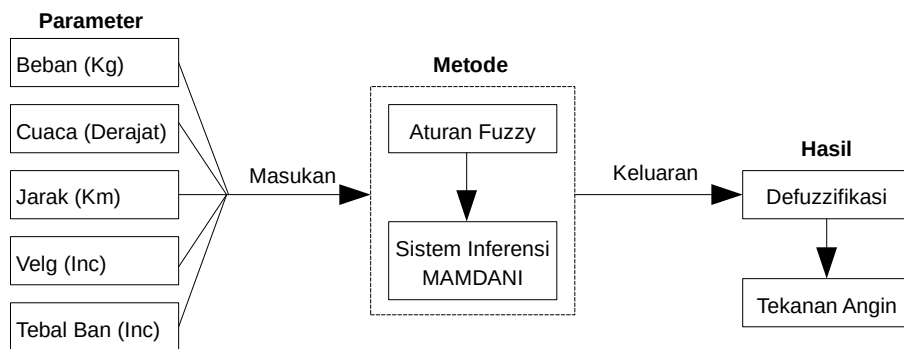 Parameter
Beban (Kg)
Cuaca (Derajat)
Jarak (Km)
Velg (Inc)
Tebal Ban (Inc)
Masukan
Metode
Aturan Fuzzy
Sistem Inferensi
MAMDANI
Keluaran
Hasil
Defuzzifikasi
Tekanan Angin